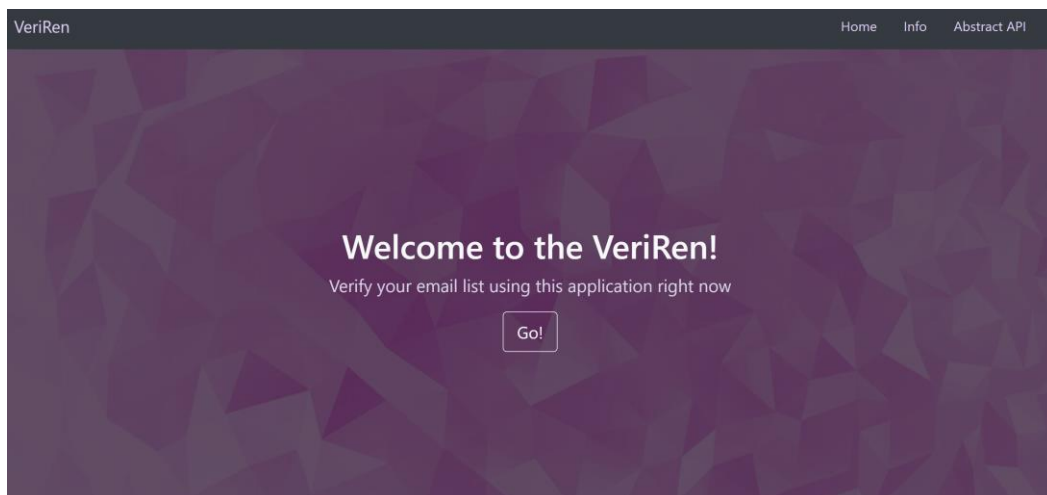 VeriRen Home Info Abstract API
Welcome to the VeriRen!
Verify your email list using this application right now
Go!